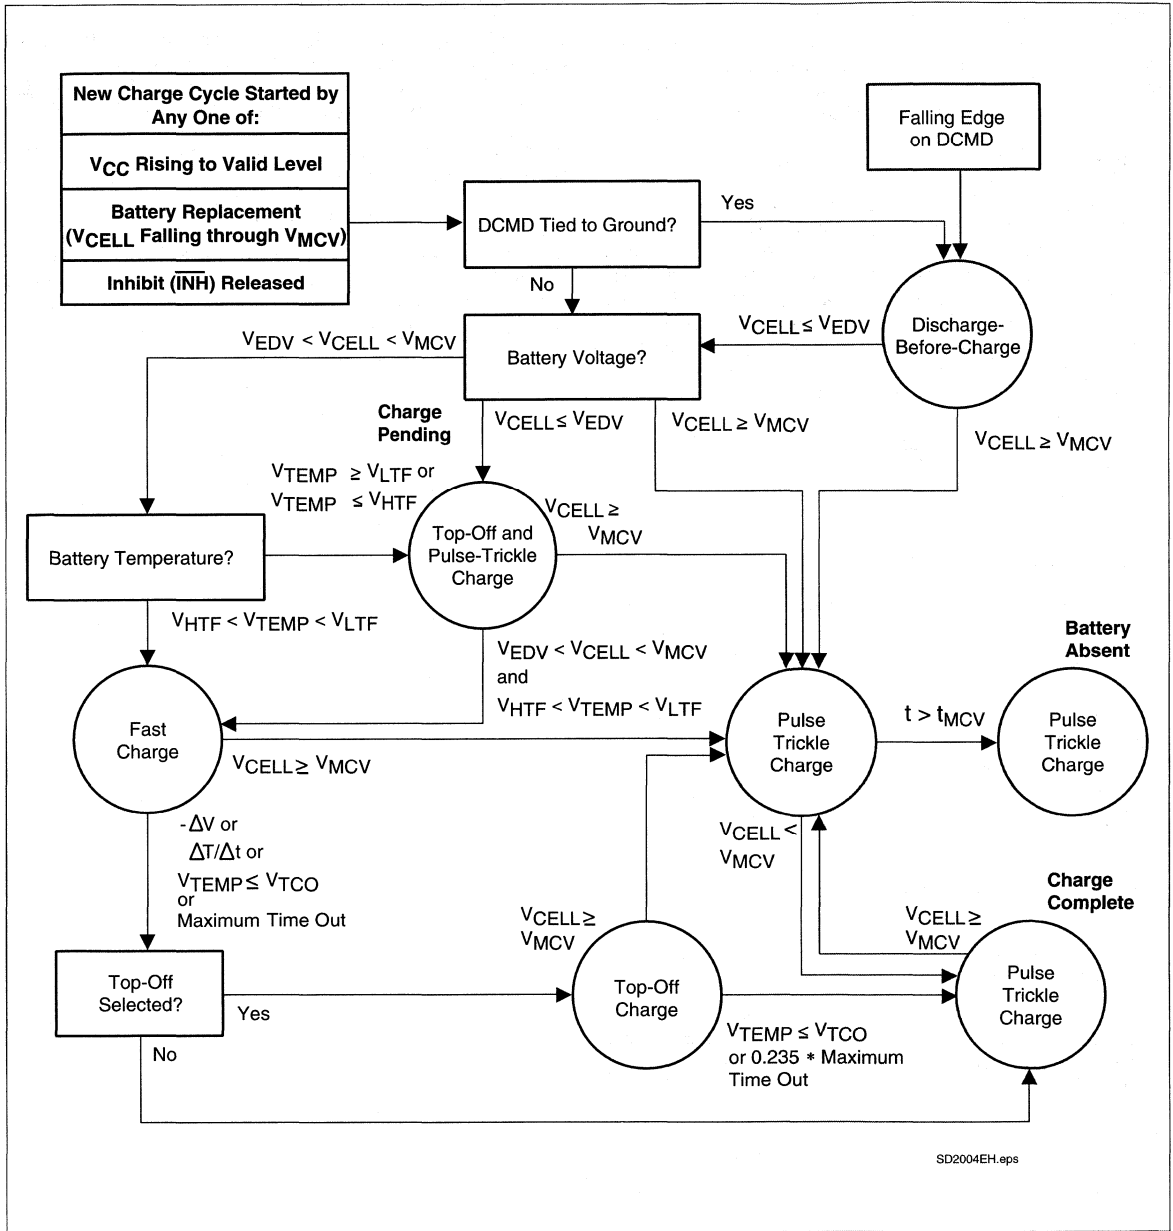 New Charge Cycle Started by
Any One of:
VCC Rising to Valid Level
Battery Replacement
(VCELL Falling through VMCV)
Inhibit (I̅N̅H̅) Released
Falling Edge
on DCMD
DCMD Tied to Ground?
Yes
No
Discharge-
Before-Charge
VCELL ≤ VEDV
Battery Voltage?
VEDV < VCELL < VMCV
Charge
Pending
VCELL ≤ VEDV
VCELL ≥ VMCV
VCELL ≥ VMCV
VTEMP ≥ VLTF or
VTEMP ≤ VHTF
Battery Temperature?
Top-Off and
Pulse-Trickle
Charge
VCELL ≥
VMCV
VHTF < VTEMP < VLTF
VEDV < VCELL < VMCV
and
VHTF < VTEMP < VLTF
Battery
Absent
Fast
Charge
VCELL ≥ VMCV
Pulse
Trickle
Charge
t > tMCV
Pulse
Trickle
Charge
-ΔV or
ΔT/Δt or
VTEMP ≤ VTCO
or
Maximum Time Out
VCELL <
VMCV
Charge
Complete
VCELL ≥
VMCV
VCELL ≥
VMCV
Top-Off
Selected?
Yes
No
Top-Off
Charge
Pulse
Trickle
Charge
VTEMP ≤ VTCO
or 0.235 * Maximum
Time Out
SD2004EH.eps